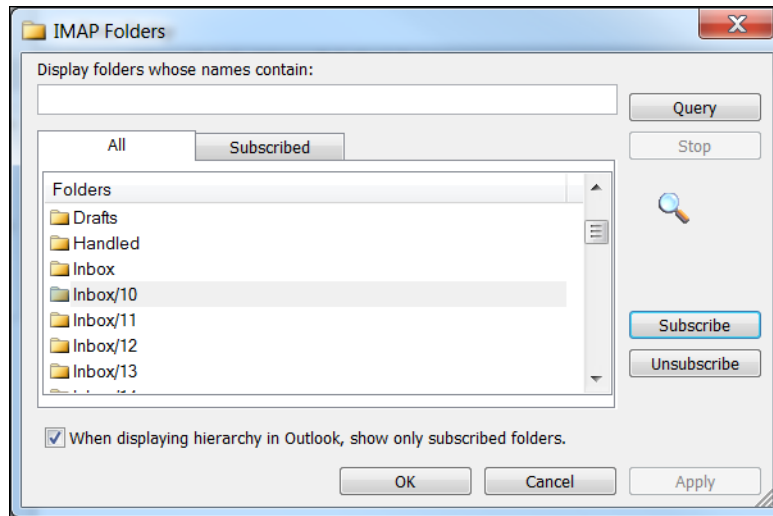 IMAP Folders
Display folders whose names contain:
Query
All
Subscribed
Stop
Folders
Drafts
Handled
Inbox
Inbox/10
Inbox/11
Subscribe
Inbox/12
Inbox/13
Unsubscribe
When displaying hierarchy in Outlook, show only subscribed folders.
OK
Cancel
Apply